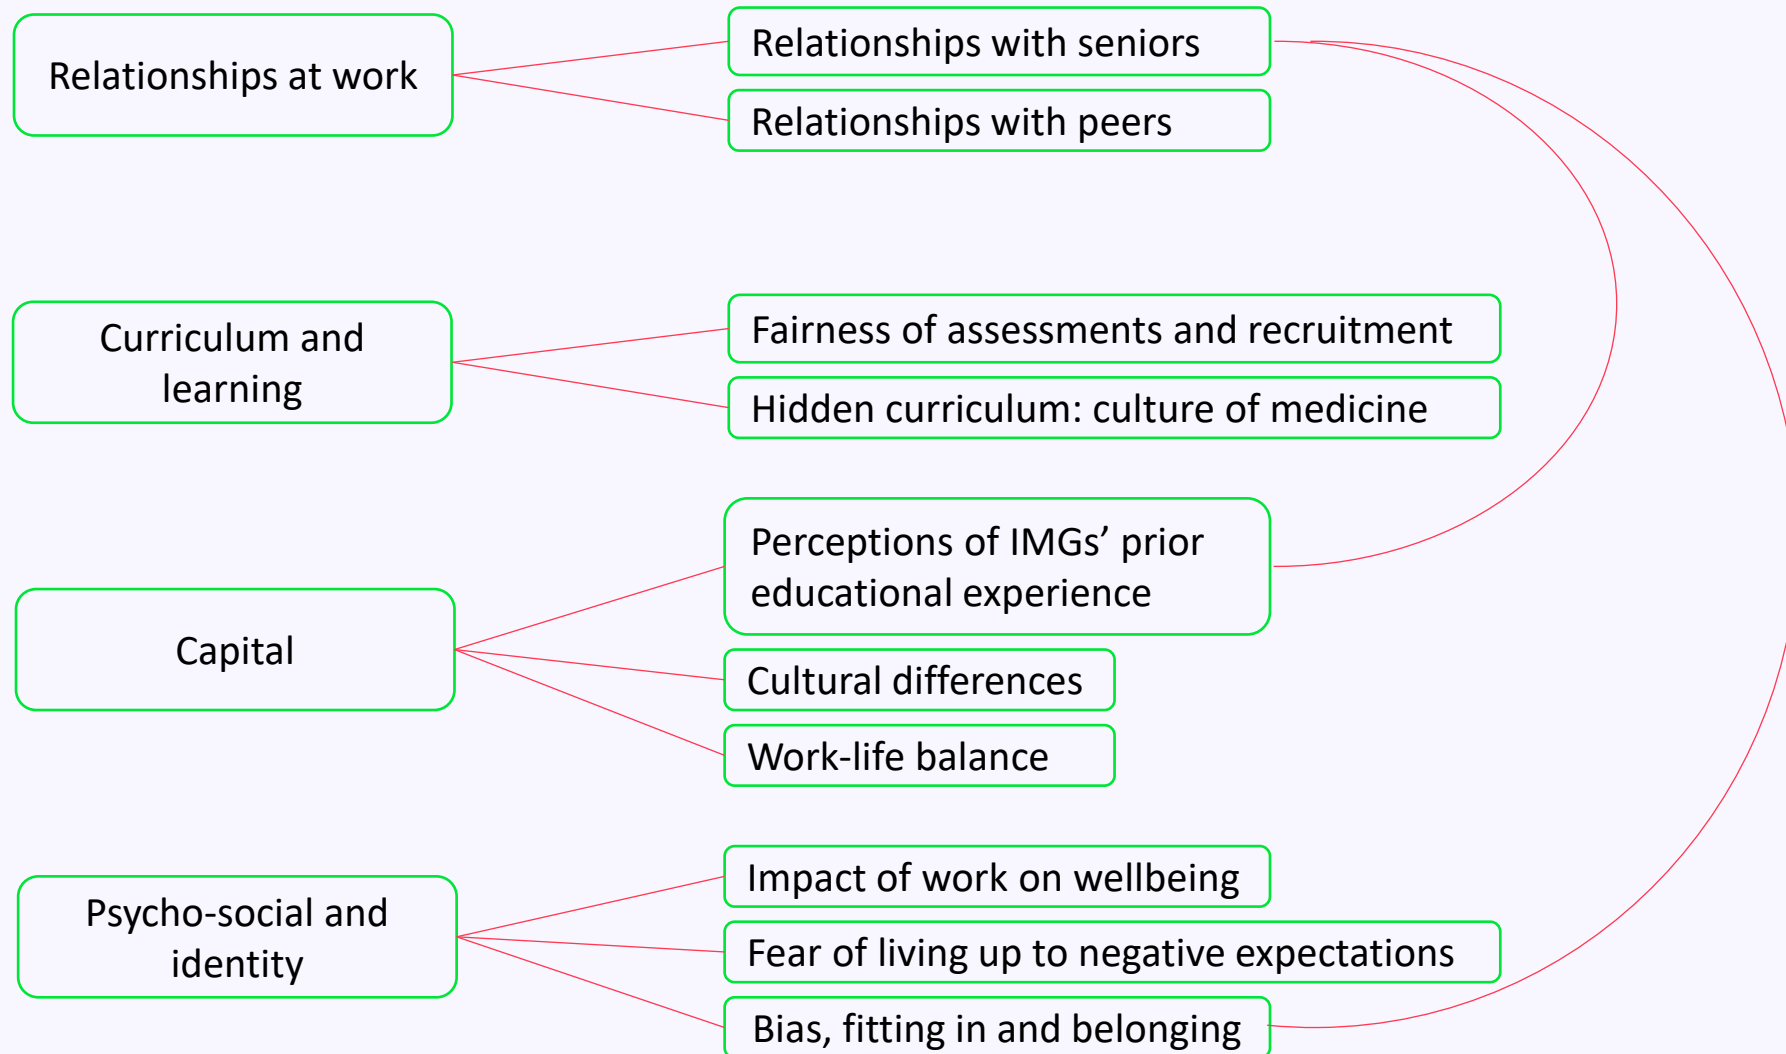 Relationships at work
Relationships with seniors
Relationships with peers
Curriculum and
learning
Fairness of assessments and recruitment
Hidden curriculum: culture of medicine
Capital
Perceptions of IMGs’ prior
educational experience
Cultural differences
Work-life balance
Psycho-social and
identity
Impact of work on wellbeing
Fear of living up to negative expectations
Bias, fitting in and belonging